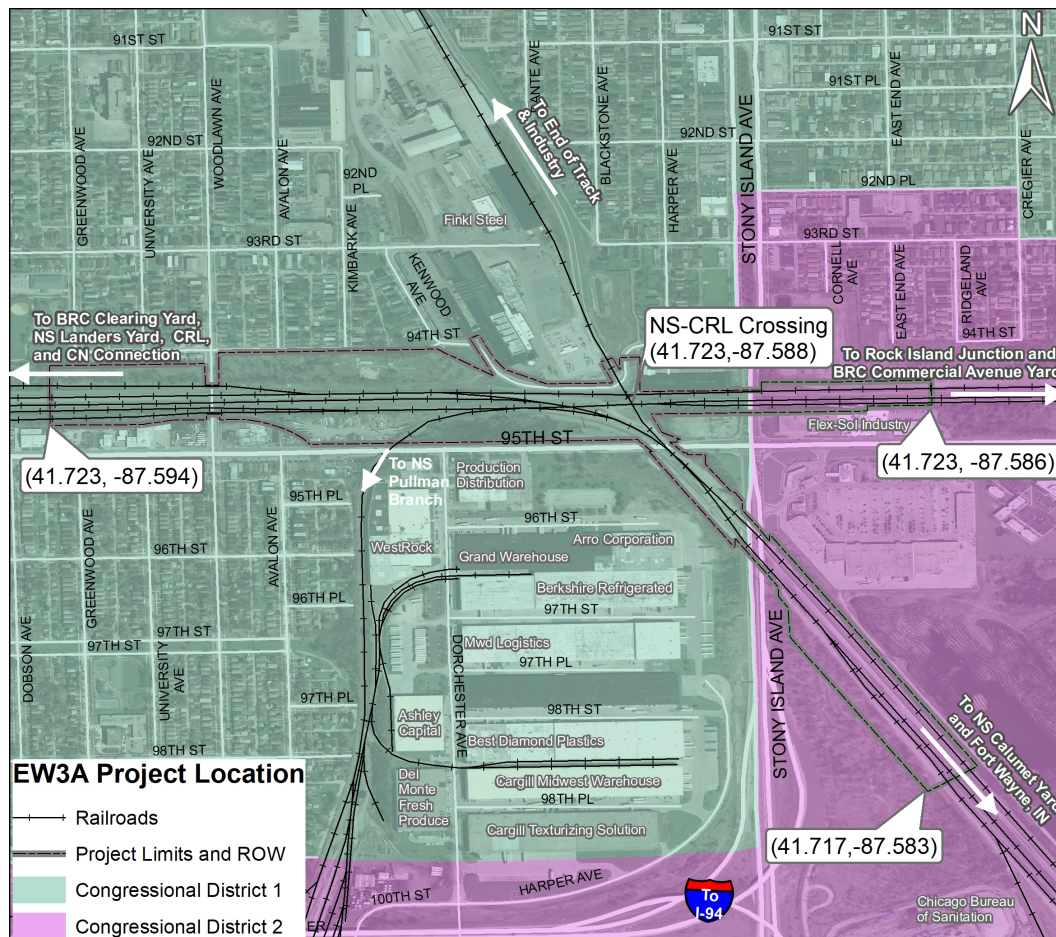 91ST ST
91ST ST
N
91ST PL
ANTE AVE
BLACKSTONE AVE
EAST END AVE
To End of Track
& Industry
92ND ST
92ND ST
GREENWOOD AVE
UNIVERSITY AVE
WOODLAWN AVE
AVALON AVE
92ND
PL
KIMBARK AVE
HARPER AVE
STONY ISLAND AVE
92ND PL
CREGIER AVE
Finkl Steel
93RD ST
93RD ST
KENWOOD
AVE
CORNELL
AVE
EAST END AVE
RIDGELAND
AVE
94TH ST
94TH ST
To BRC Clearing Yard,
NS Landers Yard, CRL,
and CN Connection
NS-CRL Crossing
(41.723,-87.588)
To Rock Island Junction and
BRC Commercial Avenue Yard
Flex-Sol Industry
95TH ST
(41.723, -87.594)
(41.723, -87.586)
To NS
Pullman
Branch
Production
Distribution
95TH PL
96TH ST
WestRock
Arro Corporation
Grand Warehouse
96TH ST
GREENWOOD AVE
AVALON AVE
Berkshire Refrigerated
96TH PL
97TH ST
97TH ST
97TH ST
DOBSON AVE
UNIVERSITY
AVE
Mwd Logistics
97TH PL
97TH PL
DORCHESTER AVE
STONY ISLAND AVE
98TH ST
98TH ST
Ashley
Capital
Best Diamond Plastics
Del
Monte
Fresh
Produce
Cargill Midwest Warehouse
98TH PL
Cargill Texturizing Solution
To NS Calumet Yard
and Fort Wayne, IN
(41.717,-87.583)
EW3A Project Location
Railroads
Project Limits and ROW
Congressional District 1
Congressional District 2
100TH ST
HARPER AVE
ER
To
I-94
Chicago Bureau
of Sanitation